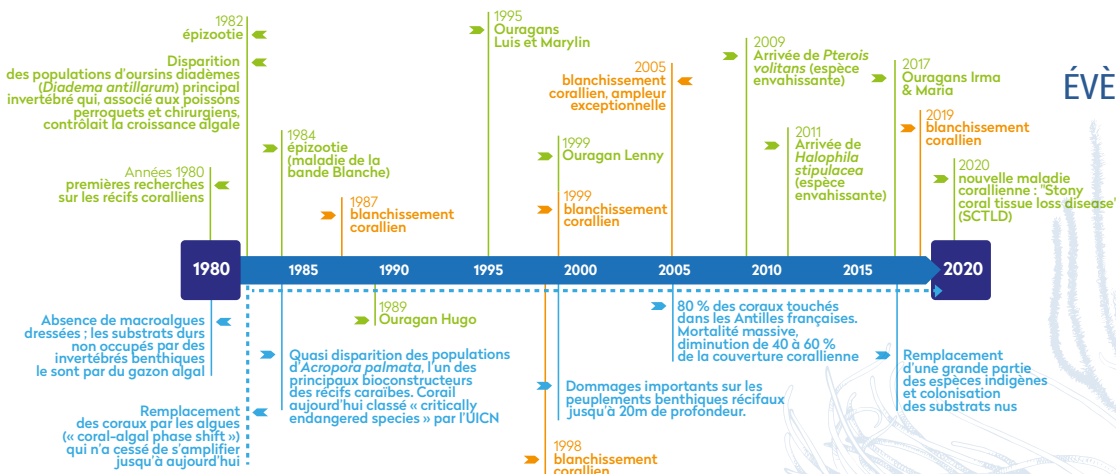 1982
épizootie
Disparition
des populations d'oursins diadèmes
(Diadema antillarum) principal
invertébré qui, associé aux poissons
perroquets et chirurgiens,
contrôlait la croissance algale
Années 1980
premières recherches
sur les récifs coralliens
1984
épizootie
(maladie de la
bande Blanche)
1987
blanchissement
corallien
1995
Ouragans
Luis et Marylin
1999
Ouragan Lenny
1999
blanchissement
corallien
2005
blanchissement
corallien, ampleur
exceptionnelle
2009
Arrivée de Pterois
volitans (espèce
envahissante)
2011
Arrivée de
Halophila
stipulacea
(espèce
envahissante)
2017
Ouragans Irma
& Maria
2019
blanchissement
corallien
2020
nouvelle maladie
corallienne : "Stony
coral tissue loss disease"
(SCTLD)
ÉVÈ
1980
1985
1990
1995
2000
2005
2010
2015
2020
Absence de macroalgues
dressées ; les substrats durs
non occupés par des
invertébrés benthiques
le sont par du gazon algal
Remplacement
des coraux par les algues
(« coral-algal phase shift »)
qui n'a cessé de s'amplifier
jusqu'à aujourd'hui
1989
Ouragan Hugo
Quasi disparition des populations
d'Acropora palmata, l'un des
principaux bioconstructeurs
des récifs caraïbes. Corail
aujourd'hui classé « critically
endangered species » par l'UICN
1998
blanchissement
corallien
Dommages importants sur les
peuplements benthiques récifaux
jusqu'à 20m de profondeur.
80 % des coraux touchés
dans les Antilles françaises.
Mortalité massive,
diminution de 40 à 60 %
de la couverture corallienne
Remplacement
d'une grande partie
des espèces indigènes
et colonisation
des substrats nus